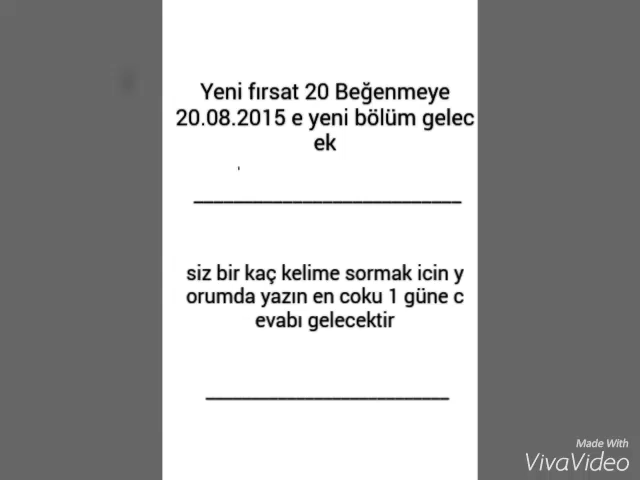 Yeni fırsat 20 Beğenmeye
20.08.2015 e yeni bölüm gelec
ek
siz bir kaç kelime sormak icin y
orumda yazın en coku 1 güne c
evabı gelecektir
Made With
VivaVideo